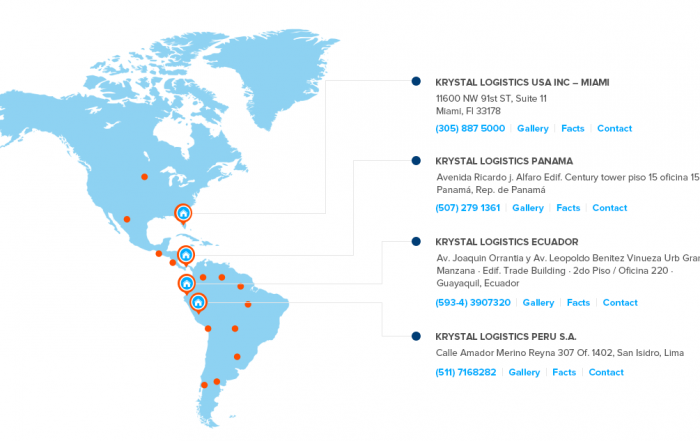 KRYSTAL LOGISTICS USA INC – MIAMI
11600 NW 91st ST, Suite 11
Miami, Fl 33178
(305) 887 5000 Gallery Facts Contact
KRYSTAL LOGISTICS PANAMA
Avenida Ricardo j. Alfaro Edif. Century tower piso 15 oficina 15
Panamá, Rep. de Panamá
(507) 279 1361 Gallery Facts Contact
KRYSTAL LOGISTICS ECUADOR
Av. Joaquin Orrantia y Av. Leopoldo Benitez Vinueza Urb Gran
Manzana · Edif. Trade Building · 2do Piso / Oficina 220 ·
Guayaquíl, Ecuador
(593-4) 3907320 Gallery Facts Contact
KRYSTAL LOGISTICS PERU S.A.
Calle Amador Merino Reyna 307 Of. 1402, San Isidro, Lima
(511) 7168282 Gallery Facts Contact